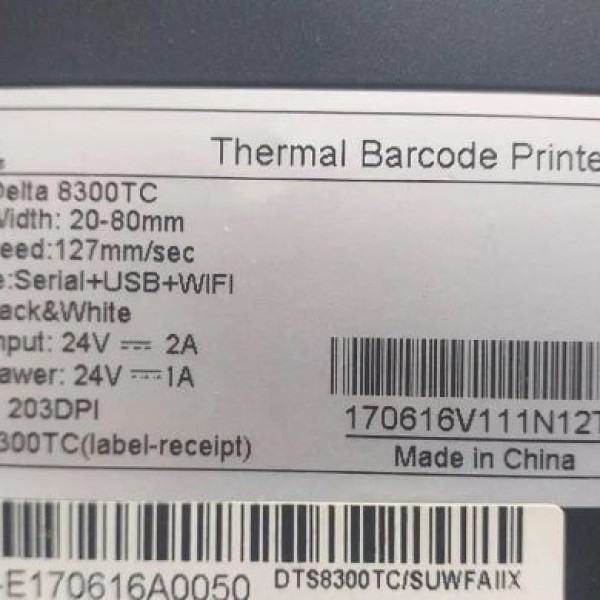 Thermal Barcode Printe
Delta 8300TC
Width: 20-80mm
eed:127mm/sec
e:Serial+USB+WIFI
ack&White
nput: 24V 2A
awer: 24V 1A
203DPI
300TC(label-receipt)
170616V111N12T
Made in China
-E170616A0050 DTS8300TC/SUWFAIIX